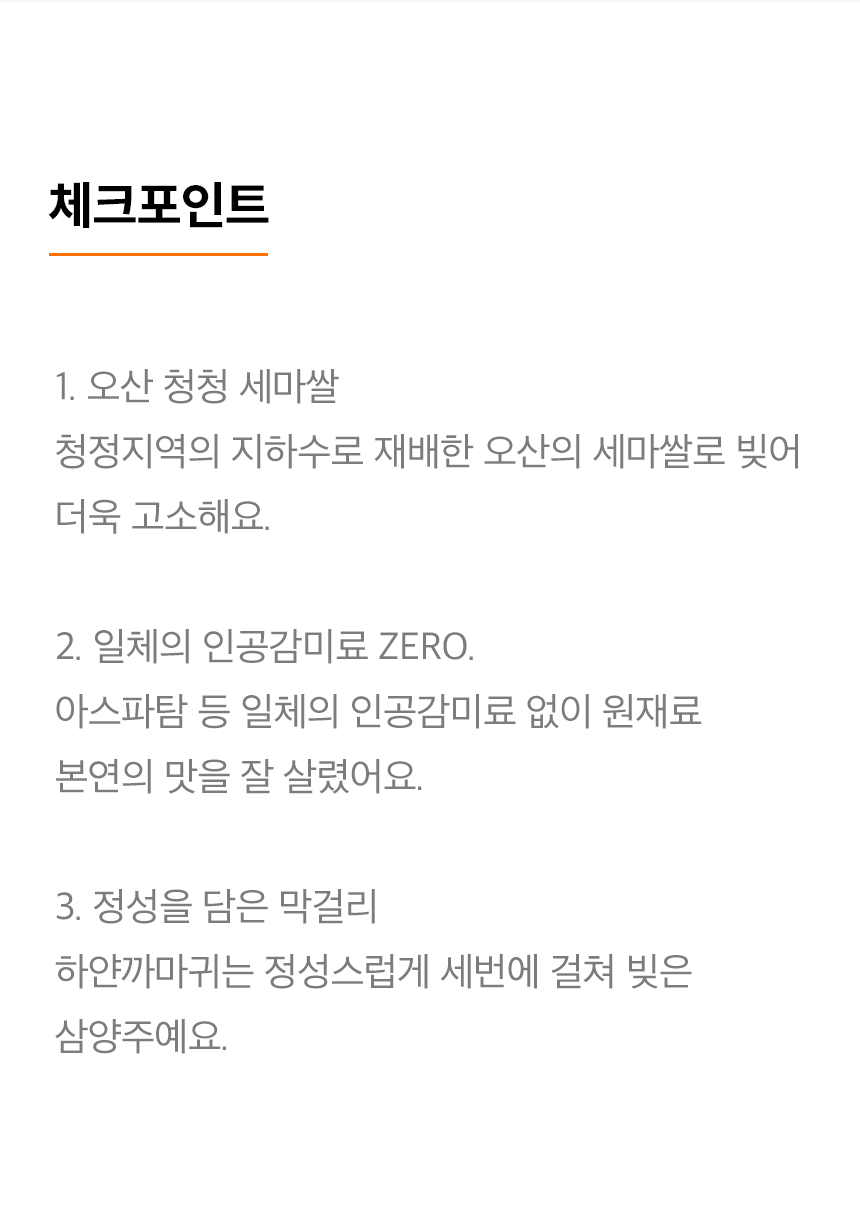 체크포인트
1. 오산 청청 세마쌀
청정지역의 지하수로 재배한 오산의 세마쌀로 빚어
더욱 고소해요.
2. 일체의 인공감미료 ZERO.
아스파탐 등 일체의 인공감미료 없이 원재료
본연의 맛을 잘 살렸어요.
3. 정성을 담은 막걸리
하얀까마귀는 정성스럽게 세번에 걸쳐 빚은
삼양주예요.